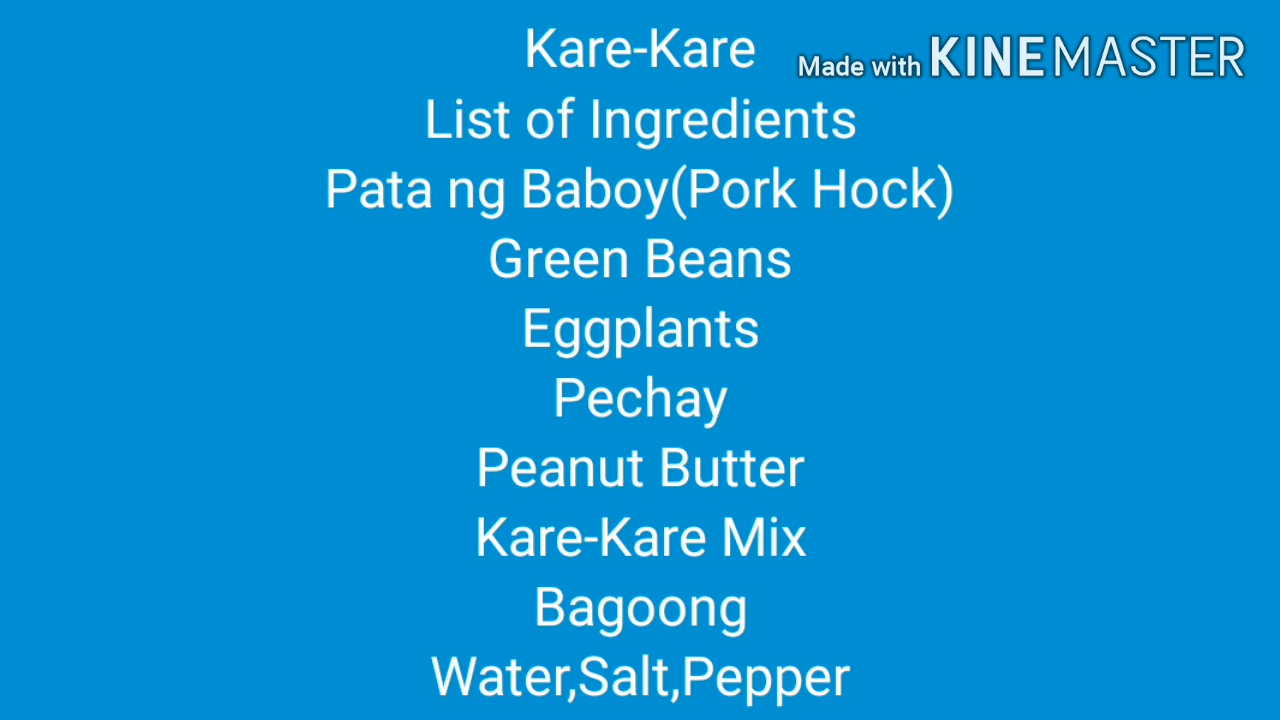 Kare-Kare
Made with KINEMASTER
List of Ingredients
Pata ng Baboy(Pork Hock)
Green Beans
Eggplants
Pechay
Peanut Butter
Kare-Kare Mix
Bagoong
Water,Salt,Pepper